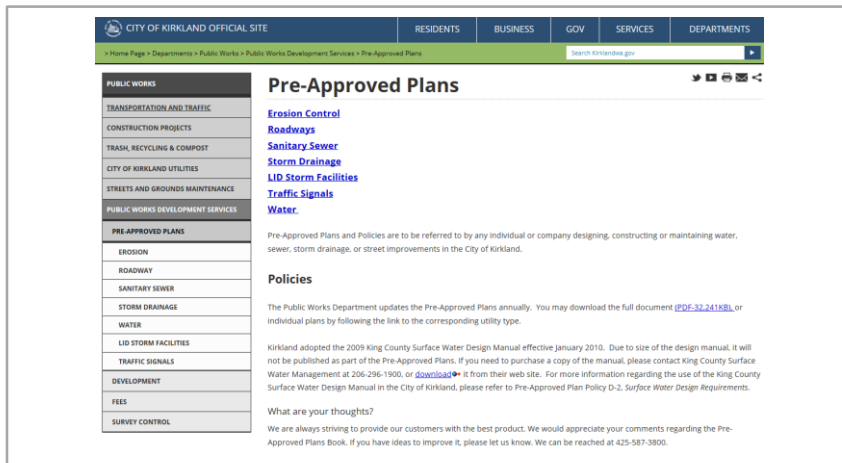 CITY OF KIRKLAND OFFICIAL SITE
RESIDENTS BUSINESS GOV SERVICES DEPARTMENTS
> Home Page > Departments > Public Works > Public Works Development Services > Pre-Approved Plans
Search Kirklandwa.gov
PUBLIC WORKS
TRANSPORTATION AND TRAFFIC
CONSTRUCTION PROJECTS
TRASH, RECYCLING & COMPOST
CITY OF KIRKLAND UTILITIES
STREETS AND GROUNDS MAINTENANCE
PUBLIC WORKS DEVELOPMENT SERVICES
PRE-APPROVED PLANS
EROSION
ROADWAY
SANITARY SEWER
STORM DRAINAGE
WATER
LID STORM FACILITIES
TRAFFIC SIGNALS
DEVELOPMENT
FEES
SURVEY CONTROL
Pre-Approved Plans
Erosion Control
Roadways
Sanitary Sewer
Storm Drainage
LID Storm Facilities
Traffic Signals
Water
Pre-Approved Plans and Policies are to be referred to by any individual or company designing, constructing or maintaining water,
sewer, storm drainage, or street improvements in the City of Kirkland.
Policies
The Public Works Department updates the Pre-Approved Plans annually. You may download the full document (PDF-32,241KB), or
individual plans by following the link to the corresponding utility type.
Kirkland adopted the 2009 King County Surface Water Design Manual effective January 2010. Due to size of the design manual, it will
not be published as part of the Pre-Approved Plans. If you need to purchase a copy of the manual, please contact King County Surface
Water Management at 206-296-1900, or download it from their web site. For more information regarding the use of the King County
Surface Water Design Manual in the City of Kirkland, please refer to Pre-Approved Plan Policy D-2, Surface Water Design Requirements.
What are your thoughts?
We are always striving to provide our customers with the best product. We would appreciate your comments regarding the Pre-
Approved Plans Book. If you have ideas to improve it, please let us know. We can be reached at 425-587-3800.